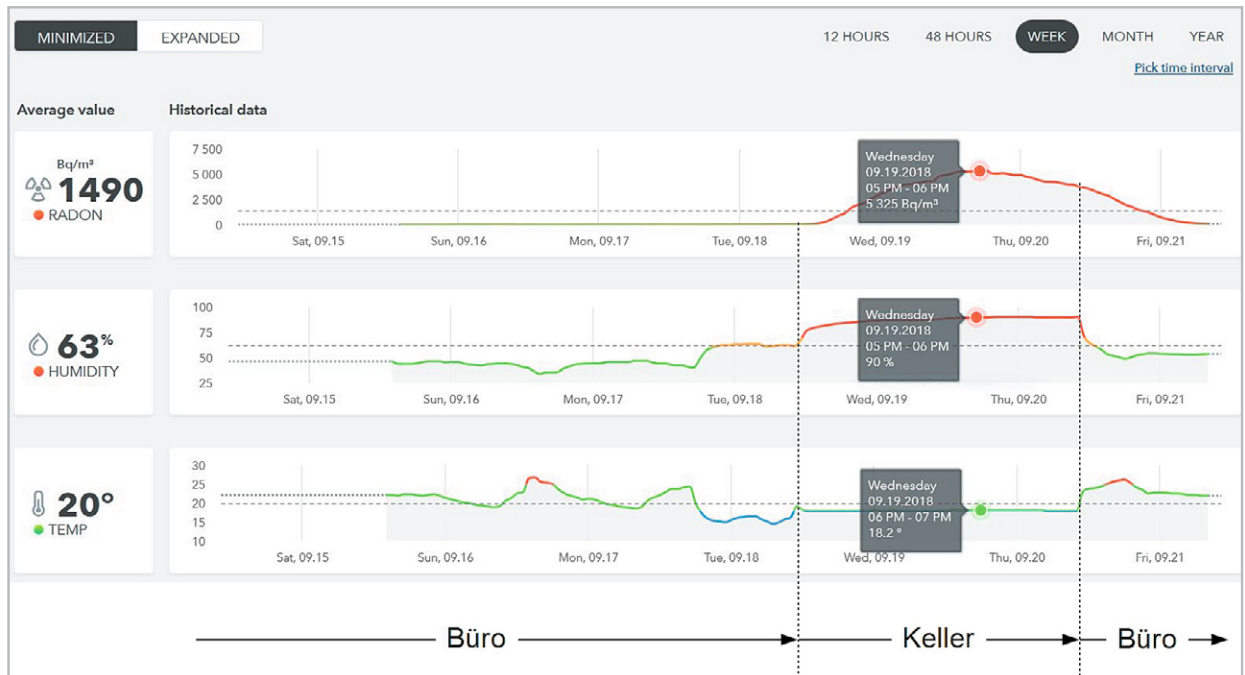 MINIMIZED EXPANDED 12 HOURS 48 HOURS WEEK MONTH YEAR
Pick time interval
Average value Historical data
Bq/m³
1490
RADON
7 500
5 000
2 500
0
Wednesday
09.19.2018
05 PM - 06 PM
5 325 Bq/m³
Sat, 09.15 Sun, 09.16 Mon, 09.17 Tue, 09.18 Wed, 09.19 Thu, 09.20 Fri, 09.21
63%
HUMIDITY
100
75
50
25
Wednesday
09.19.2018
05 PM - 06 PM
90 %
Sat, 09.15 Sun, 09.16 Mon, 09.17 Tue, 09.18 Wed, 09.19 Thu, 09.20 Fri, 09.21
20°
TEMP
30
25
20
15
10
Wednesday
09.19.2018
06 PM - 07 PM
18.2 °
Sat, 09.15 Sun, 09.16 Mon, 09.17 Tue, 09.18 Wed, 09.19 Thu, 09.20 Fri, 09.21
Büro Keller Büro